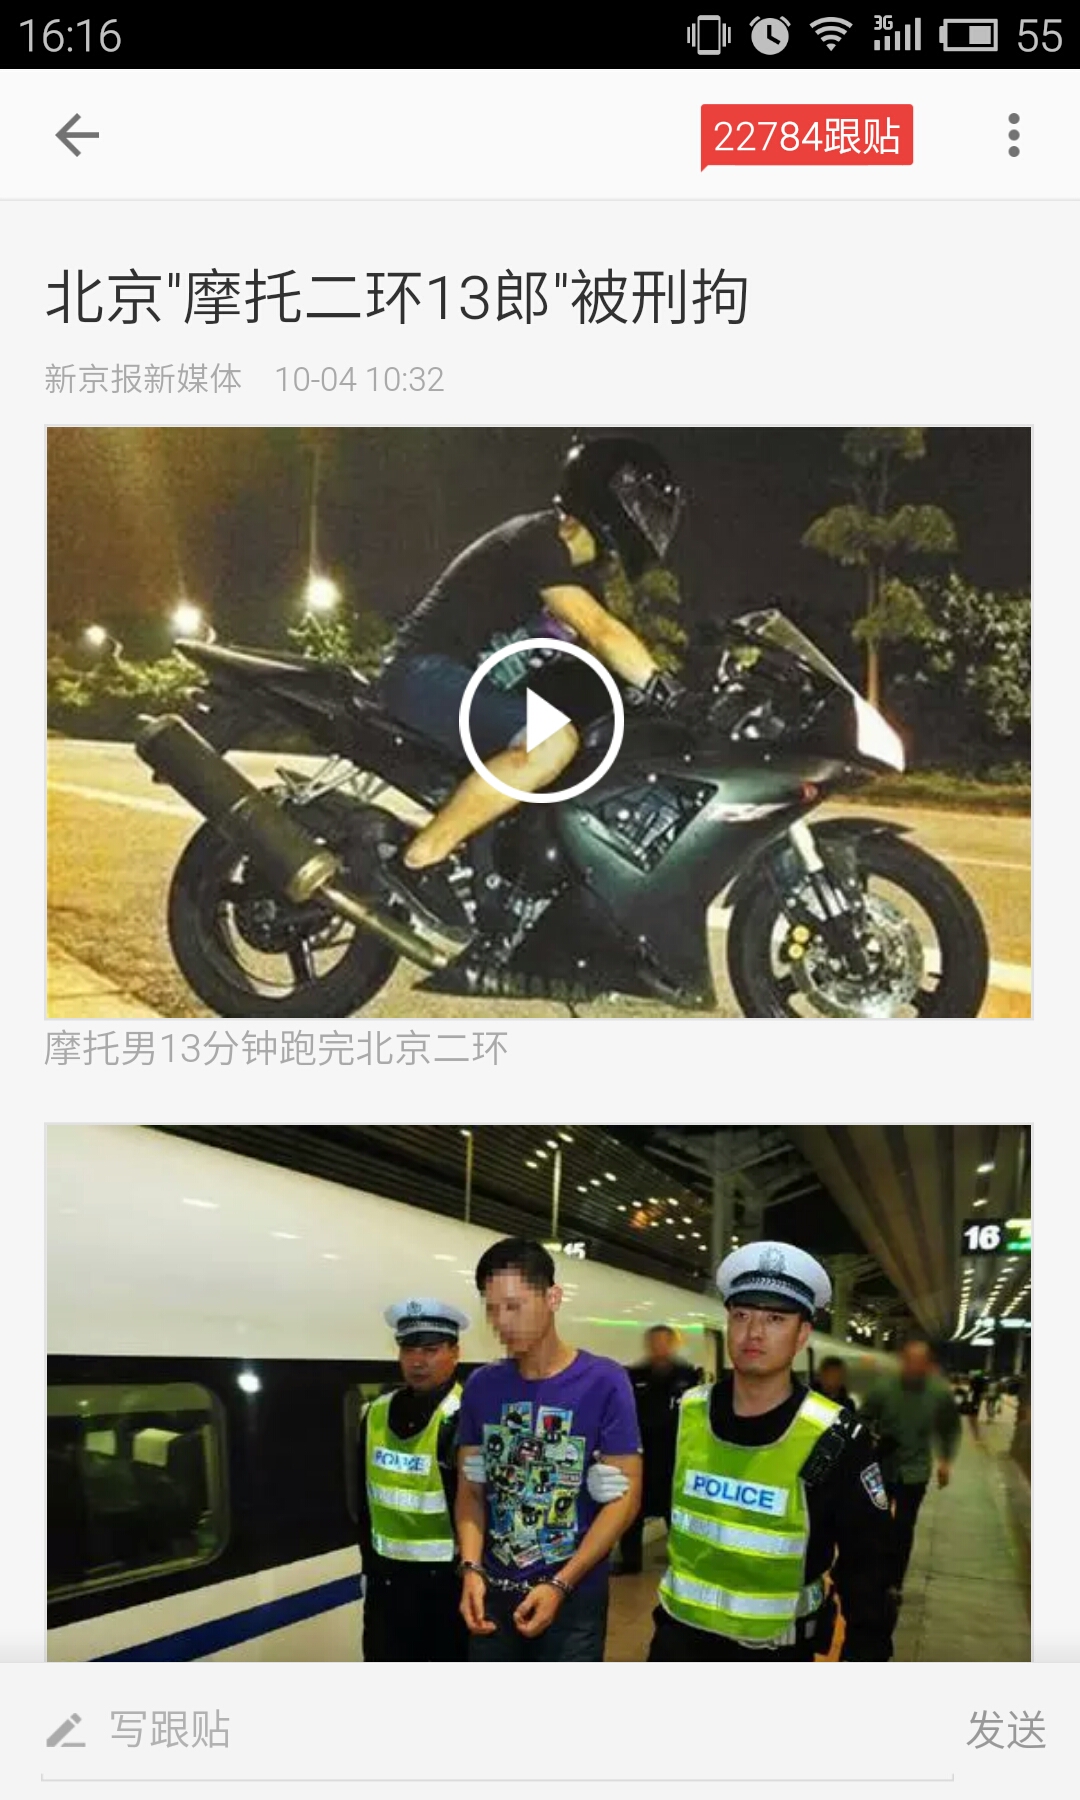 16:16 3G 55
22784跟贴
北京"摩托二环13郎"被刑拘
新京报新媒体 10-04 10:32
摩托男13分钟跑完北京二环
15
16
POLICE
POLICE
写跟贴 发送